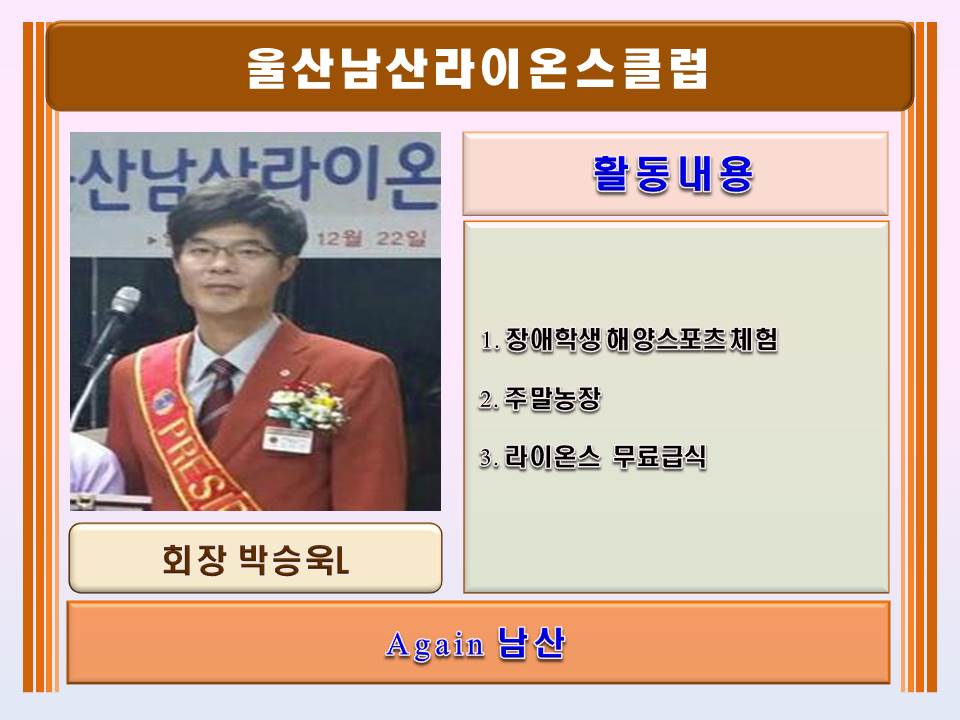 울산남산라이온스클럽
산남산라이온
12월 22일
PRESI
활동내용
1. 장애학생 해양스포츠 체험
2. 주말농장
3. 라이온스 무료급식
회장 박승욱L
Again 남산